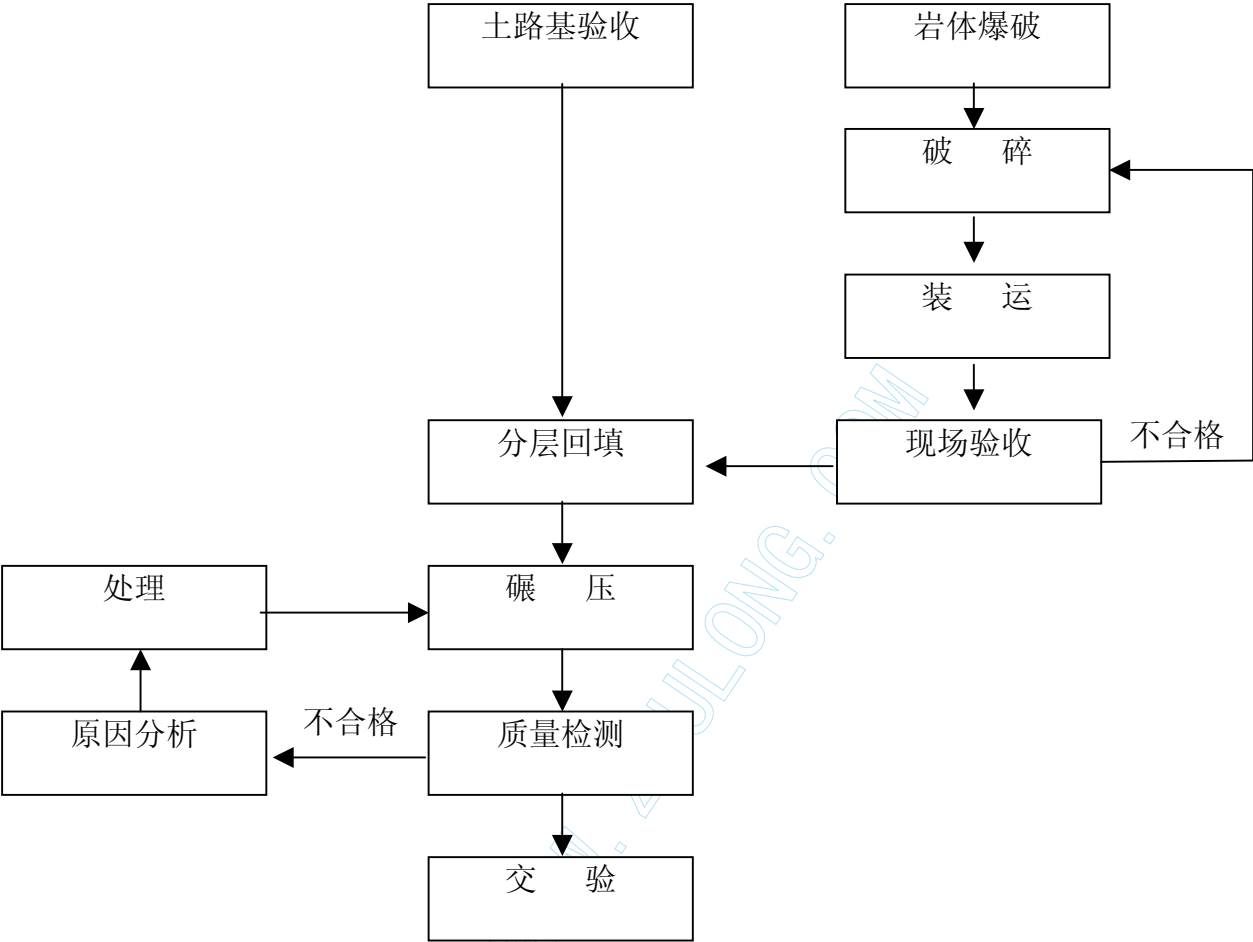 土路基验收
岩体爆破
破 碎
装 运
分层回填
现场验收
不合格
处理
碾 压
原因分析
不合格
质量检测
交 验